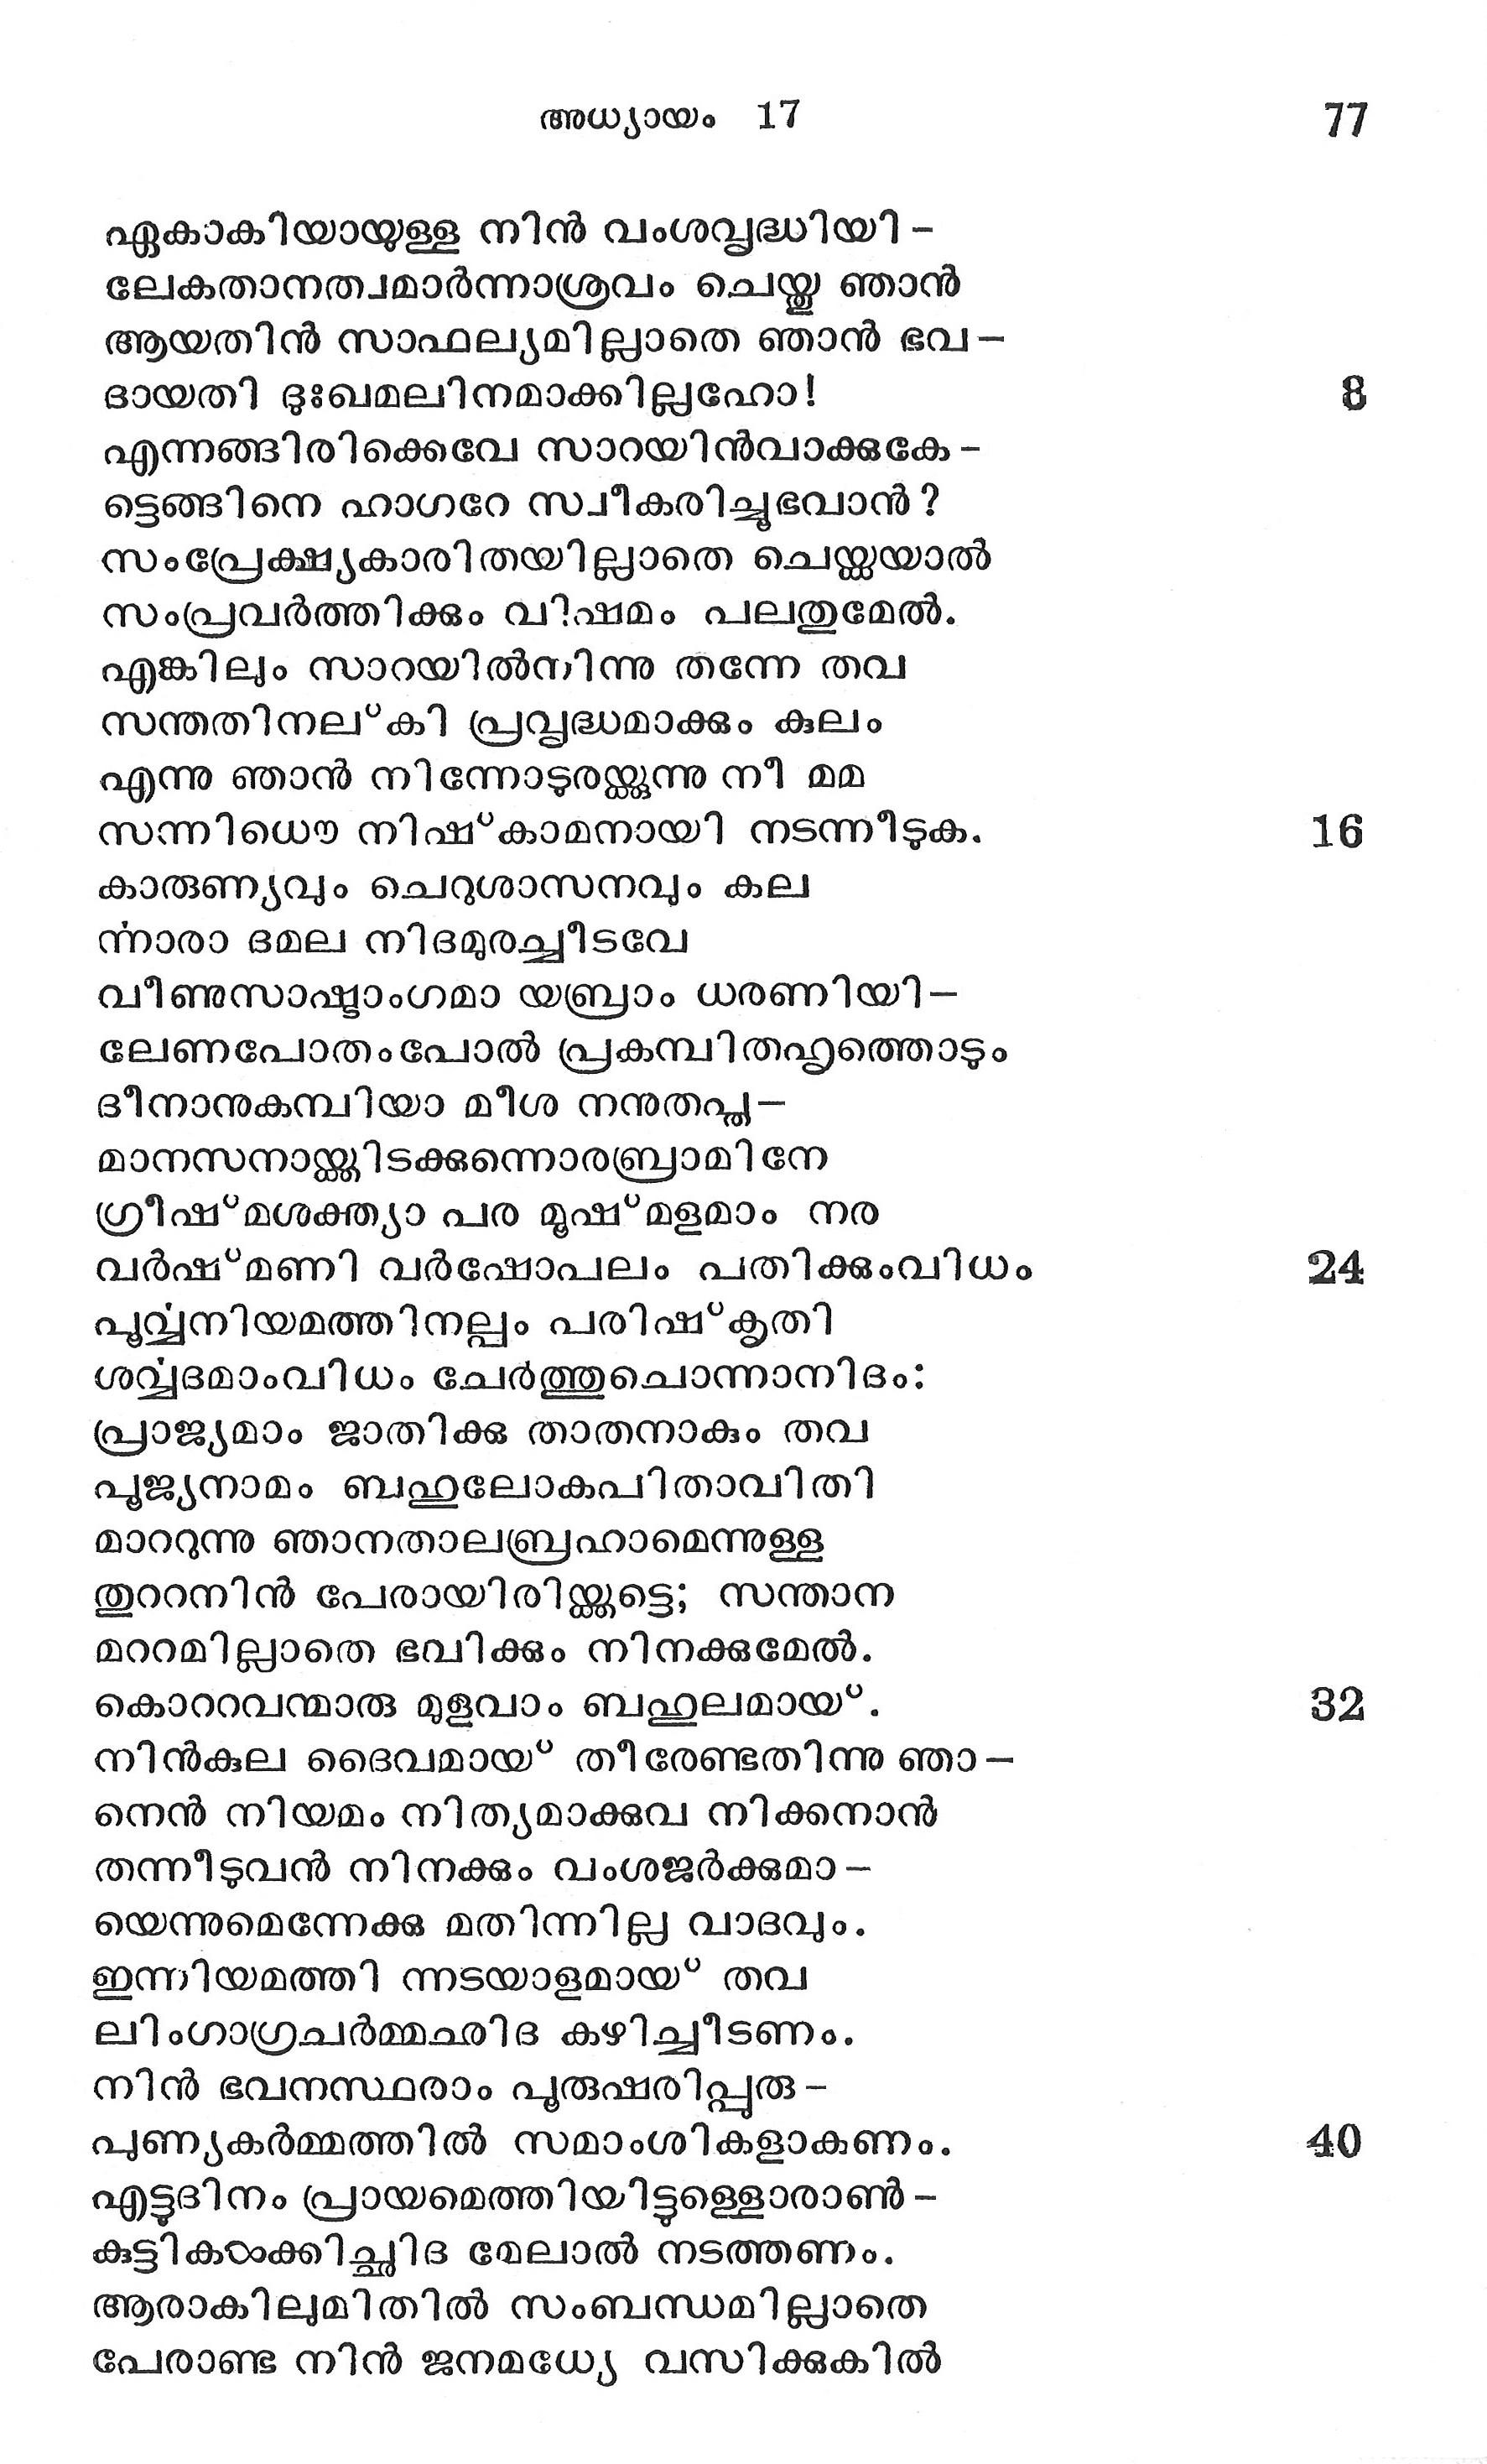 അധ്യായം 17 77
ഏകാകിയായുള്ള നിൻ വംശവൃദ്ധിയി–
ലേകതാനത്വമാർന്നാശ്രവം ചെയ്തു ഞാൻ
ആയതിൻ സാഫല്യമില്ലാതെ ഞാൻ ഭവ–
ദായതി ദുഃഖമലിനമാക്കില്ലഹോ! 8
എന്നങ്ങിരിക്കെവേ സാറയിൻവാക്കുകേ–
ട്ടെങ്ങിനെ ഹാഗറേ സ്വീകരിച്ചൂഭവാൻ?
സംപ്രേക്ഷ്യകാരിതയില്ലാതെ ചെയ്കയാൽ
സംപ്രവർത്തിക്കും വിഷമം പലതുമേൽ.
എങ്കിലും സാറയിൽനിന്നു തന്നേ തവ
സന്തതിനല്കി പ്രവൃദ്ധമാക്കും കുലം
എന്നു ഞാൻ നിന്നോടുരയ്ക്കുന്നു നീ മമ
സന്നിധൌ നിഷ്കാമനായി നടന്നീടുക. 16
കാരുണ്യവും ചെറുശാസനവും കല
ർന്നാരാ ദമല നിദമുരച്ചീടവേ
വീണുസാഷ്ടാംഗമാ യബ്രാം ധരണിയി–
ലേണപോതംപോൽ പ്രകമ്പിതഹൃത്തൊടും
ദീനാനുകമ്പിയാ മീശ നനുതപ്ത–
മാനസനായ്ക്കിടക്കുന്നൊരബ്രാമിനേ
ഗ്രീഷ്മശക്ത്യാ പര മൂഷ്മളമാം നര
വർഷ്മണി വർഷോപലം പതിക്കുംവിധം 24
പൂർവ്വനിയമത്തിനല്പം പരിഷ്കൃതി
ശർവ്വദമാംവിധം ചേർത്തുചൊന്നാനിദം:
പ്രാജ്യമാം ജാതിക്കു താതനാകും തവ
പൂജ്യനാമം ബഹുലോകപിതാവിതി
മാററുന്നു ഞാനതാലബ്രഹാമെന്നുള്ള
തുററനിൻ പേരായിരിയ്ക്കട്ടെ; സന്താന
മററമില്ലാതെ ഭവിക്കും നിനക്കുമേൽ.
കൊററവന്മാരു മുളവാം ബഹുലമായ്. 32
നിൻകുല ദൈവമായ് തീരേണ്ടതിന്നു ഞാ–
നെൻ നിയമം നിത്യമാക്കുവ നിക്കനാൻ
തന്നീടുവൻ നിനക്കും വംശജർക്കുമാ–
യെന്നുമെന്നേക്കു മതിന്നില്ല വാദവും.
ഇന്നിയമത്തി ന്നടയാളമായ് തവ
ലിംഗാഗ്രചർമ്മഛിദ കഴിച്ചീടണം.
നിൻ ഭവനസ്ഥരാം പൂരുഷരിപ്പുരു–
പുണ്യകർമ്മത്തിൽ സമാംശികളാകണം. 40
എട്ടുദിനം പ്രായമെത്തിയിട്ടുള്ളൊരാൺ–
കുട്ടികൾക്കിച്ഛിദ മേലാൽ നടത്തണം.
ആരാകിലുമിതിൽ സംബന്ധമില്ലാതെ
പേരാണ്ട നിൻ ജനമധ്യേ വസിക്കുകിൽ